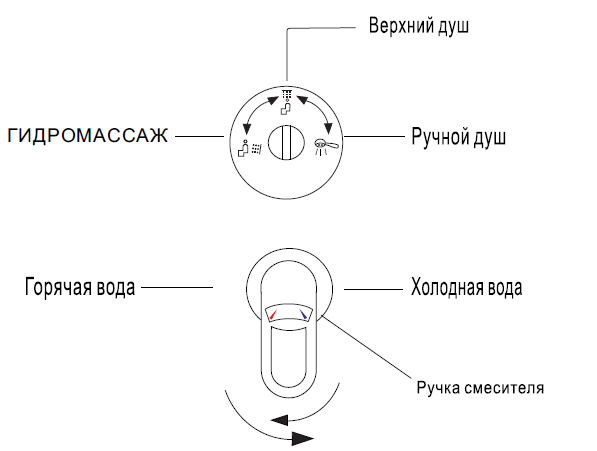 Верхний душ
ГИДРОМАССАЖ
Ручной душ
Горячая вода
Холодная вода
Ручка смесителя